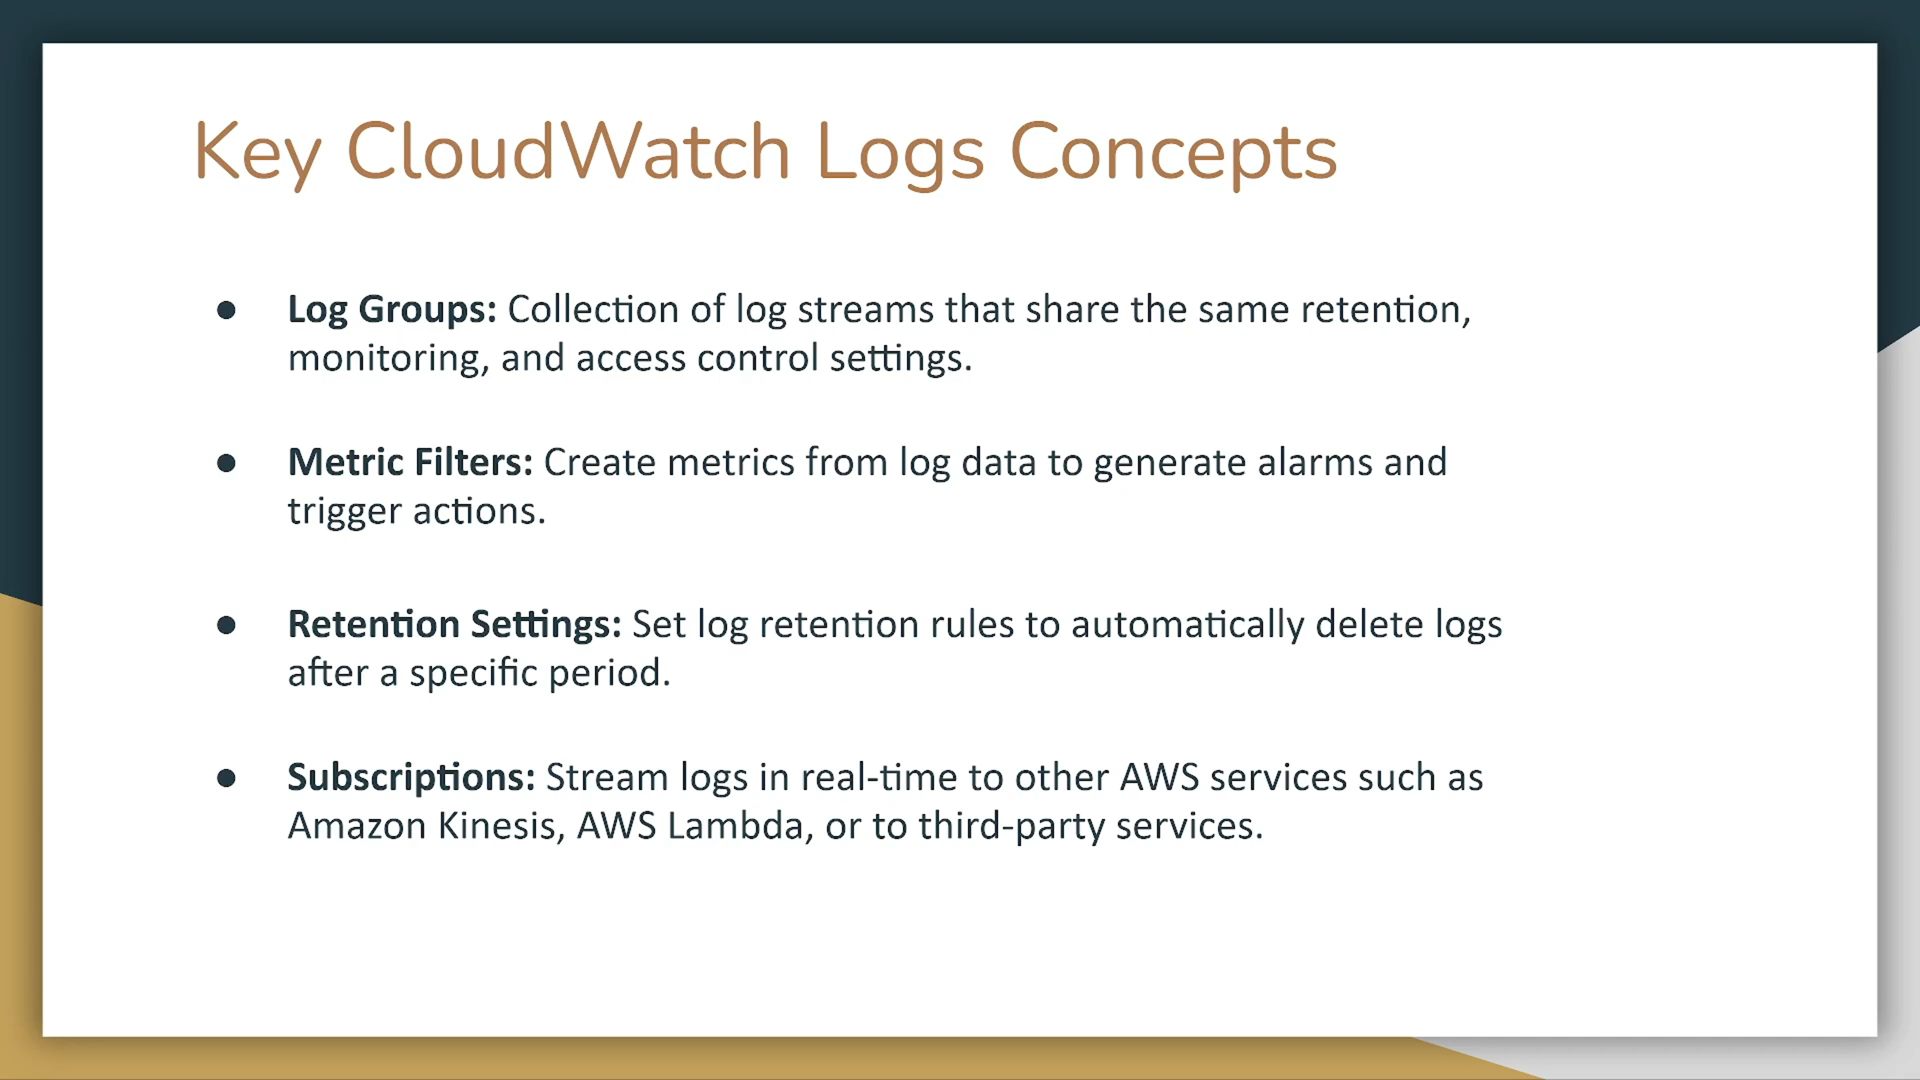 Key CloudWatch Logs Concepts
● Log Groups: Collection of log streams that share the same retention,
monitoring, and access control settings.
● Metric Filters: Create metrics from log data to generate alarms and
trigger actions.
● Retention Settings: Set log retention rules to automatically delete logs
after a specific period.
● Subscriptions: Stream logs in real-time to other AWS services such as
Amazon Kinesis, AWS Lambda, or to third-party services.